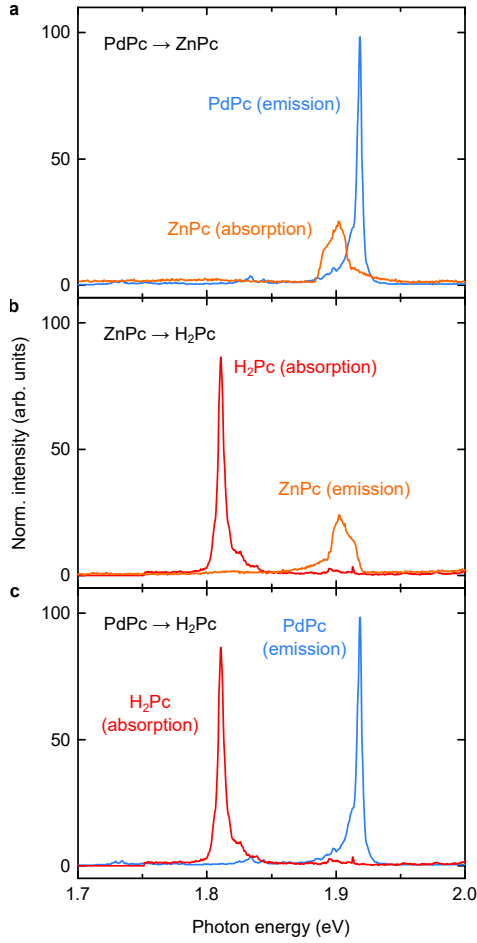 a
100
PdPc → ZnPc
PdPc (emission)
50
ZnPc (absorption)
0
b
100
ZnPc → H₂Pc
H₂Pc (absorption)
50
ZnPc (emission)
0
c
PdPc → H₂Pc
100
PdPc
(emission)
H₂Pc
(absorption)
50
0
1.7 1.8 1.9 2.0
Photon energy (eV)
Norm. intensity (arb. units)